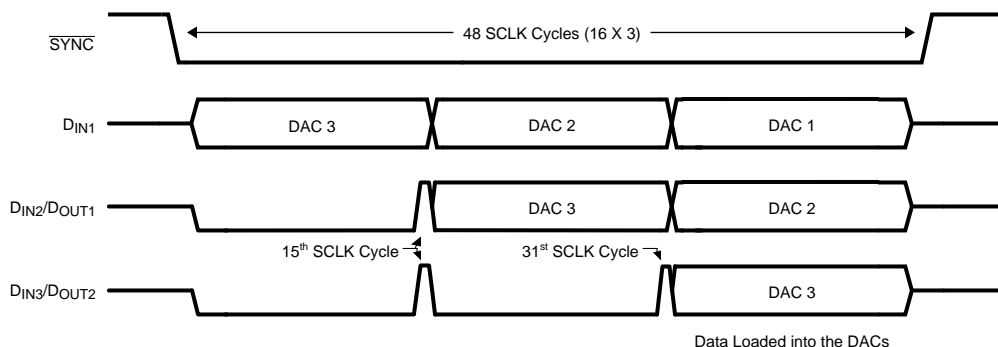 SYNC
48 SCLK Cycles (16 X 3)
DIN1
DAC 3
DAC 2
DAC 1
DIN2/DOUT1
DAC 3
DAC 2
15th SCLK Cycle
31st SCLK Cycle
DIN3/DOUT2
DAC 3
Data Loaded into the DACs